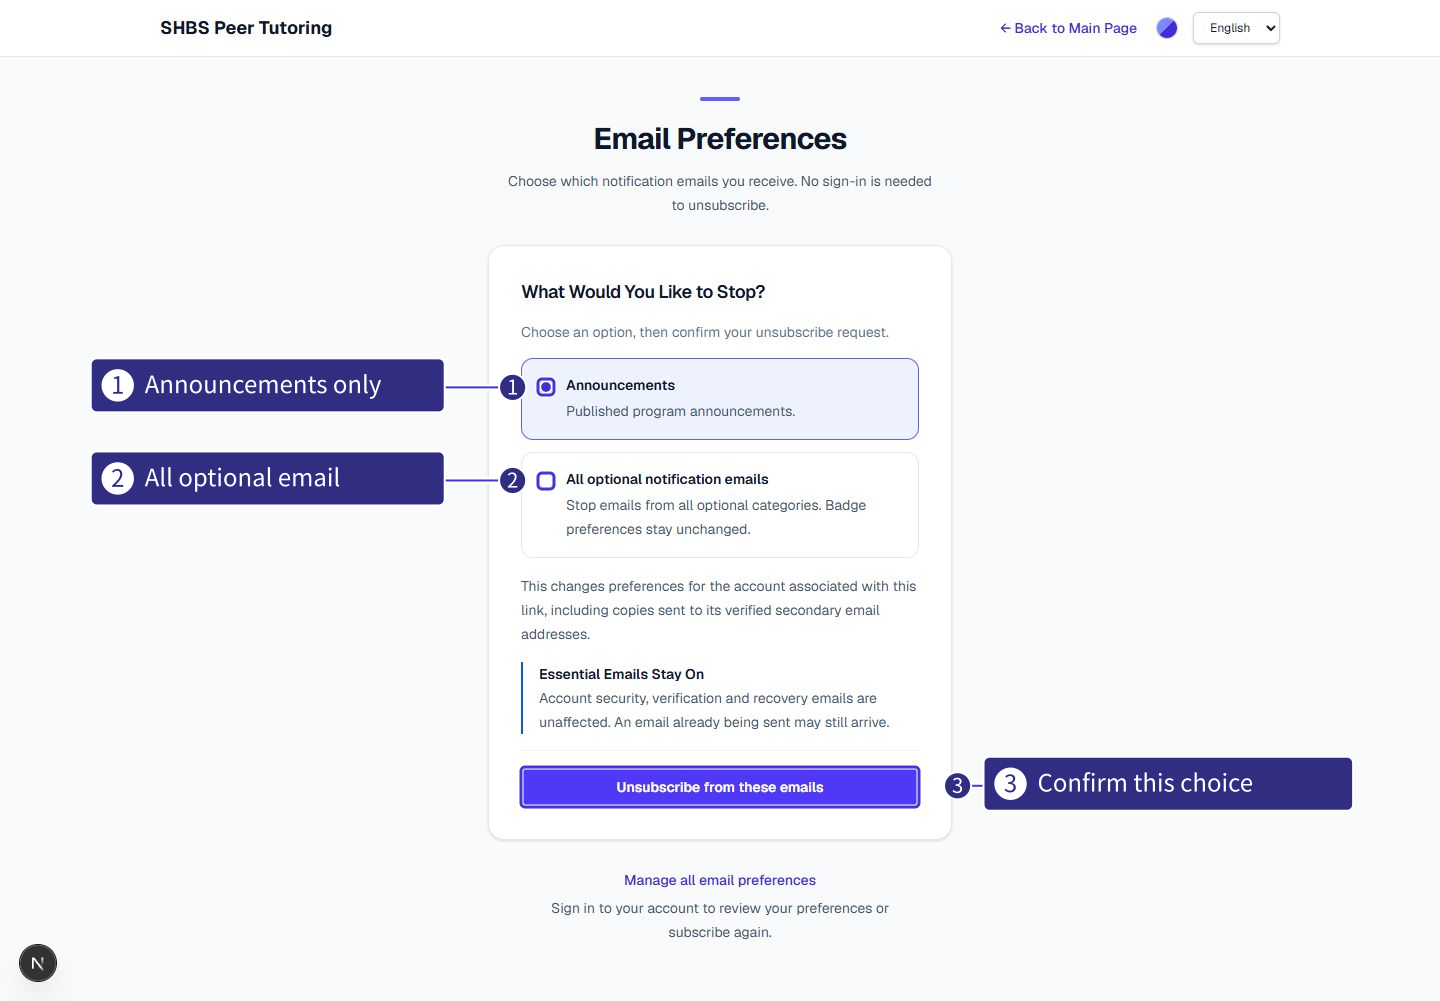 SHBS Peer Tutoring
← Back to Main Page
English
Email Preferences
Choose which notification emails you receive. No sign-in is needed
to unsubscribe.
What Would You Like to Stop?
Choose an option, then confirm your unsubscribe request.
1 Announcements only
1
Announcements
Published program announcements.
2 All optional email
2
All optional notification emails
Stop emails from all optional categories. Badge
preferences stay unchanged.
This changes preferences for the account associated with this
link, including copies sent to its verified secondary email
addresses.
Essential Emails Stay On
Account security, verification and recovery emails are
unaffected. An email already being sent may still arrive.
Unsubscribe from these emails
3
3 Confirm this choice
Manage all email preferences
Sign in to your account to review your preferences or
subscribe again.
N